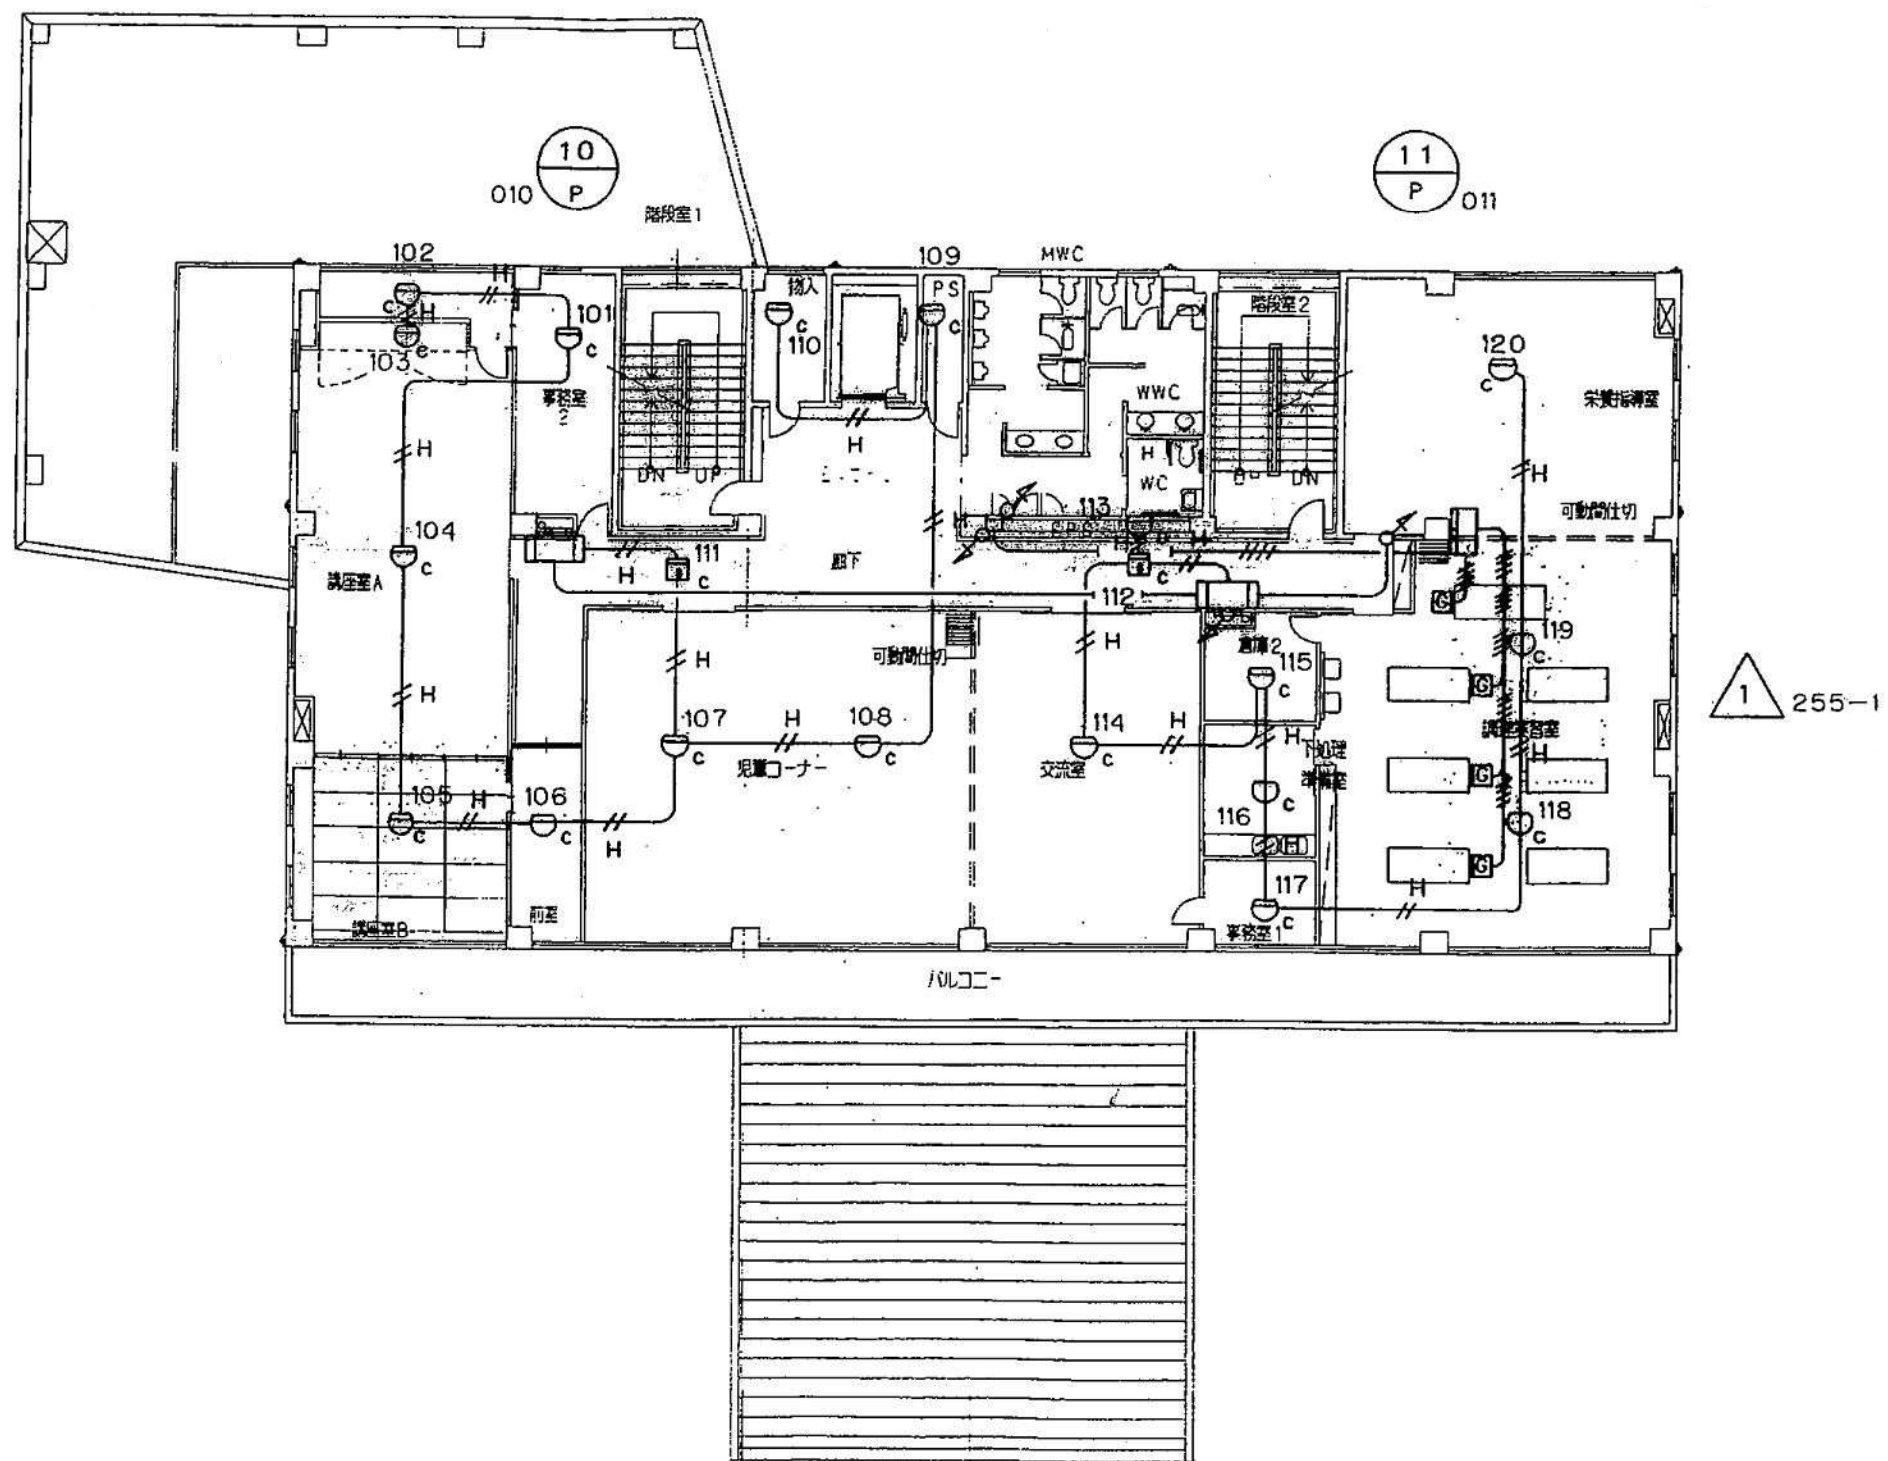 10
P
010
11
P
011
階段室1
102
109
MWC
H
物入
PS
101
c
c
c
c
階段室2
H
e
110
120
103
c
事務室
2
WWC
栄養指導室
H
H
H
H
DN
UP
WC
DN
可動間仕切
104
113
H
111
廊下
c
H
H
講座室A
c
c
112
G
H
H
119
可動間仕切
倉庫2
115
c
c
1
255-1
G
H
107
H
108
114
H
H
下処理
準備室
調理実習室
H
c
児童コーナー
c
交流室
c
G
105
H
106
116
c
118
c
c
H
H
c
G
117
H
講座室B
前室
事務室1
c
バルコニー